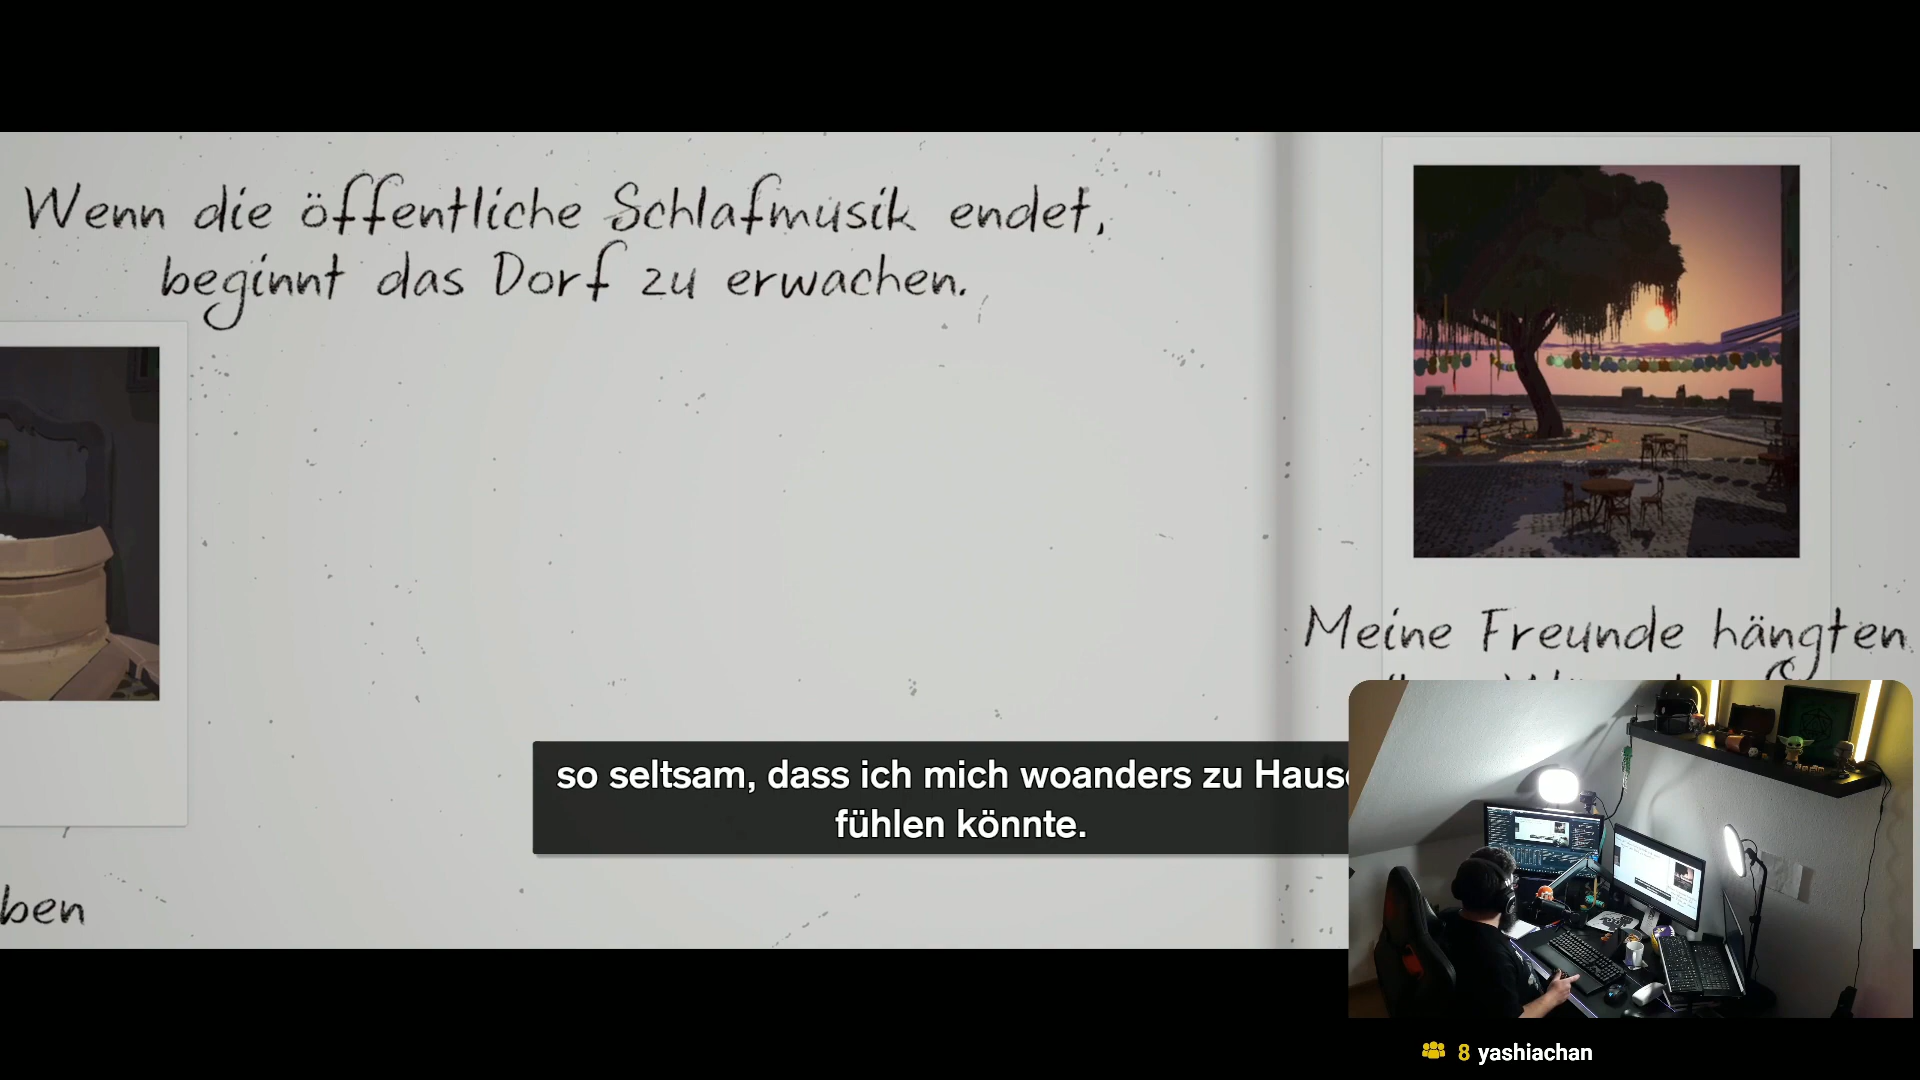 Wenn die öffentliche Schlafmusik endet,
beginnt das Dorf zu erwachen.
Meine Freunde hängten
so seltsam, dass ich mich woanders zu Hause
fühlen könnte.
ben
8 yashiachan